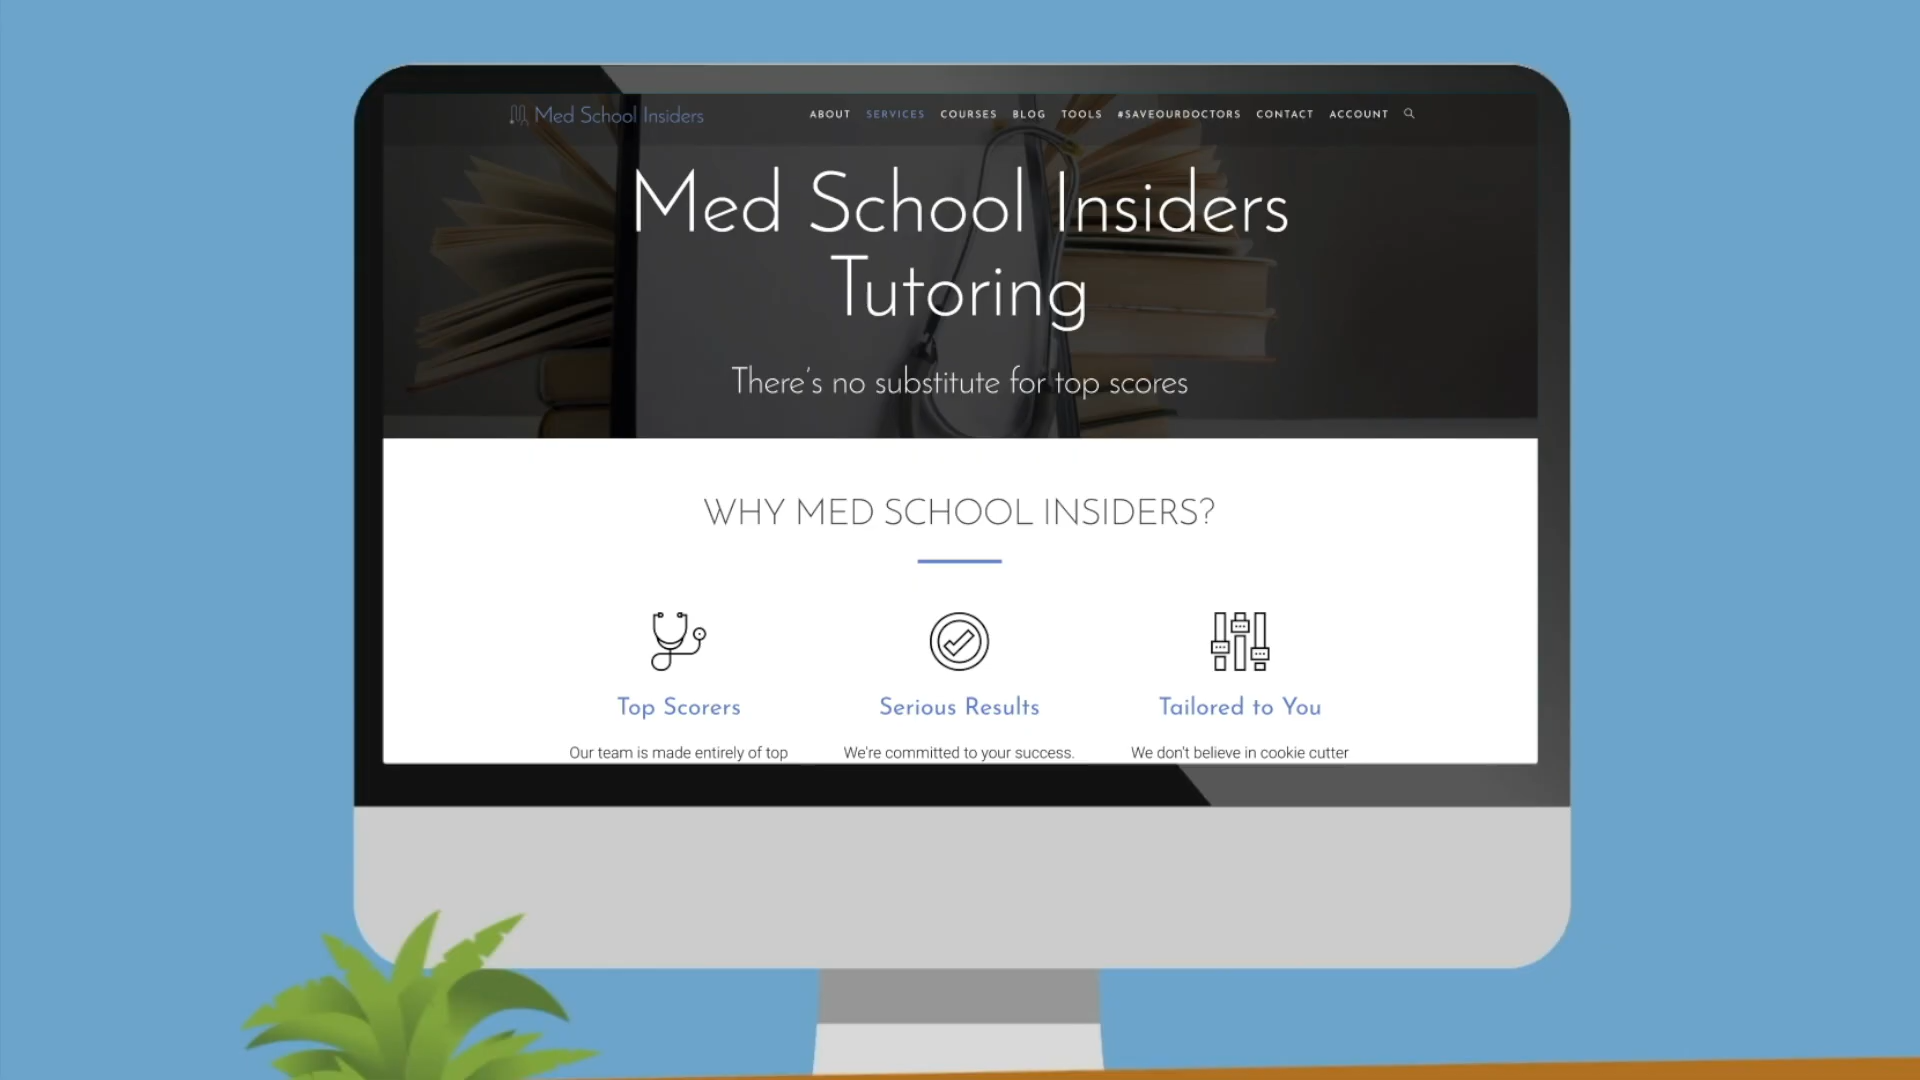 Med School Insiders
ABOUT SERVICES COURSES BLOG TOOLS #SAVEOURDOCTORS CONTACT ACCOUNT
Med School Insiders
Tutoring
There's no substitute for top scores
WHY MED SCHOOL INSIDERS?
Top Scorers
Serious Results
Tailored to You
Our team is made entirely of top
We're committed to your success.
We don't believe in cookie cutter